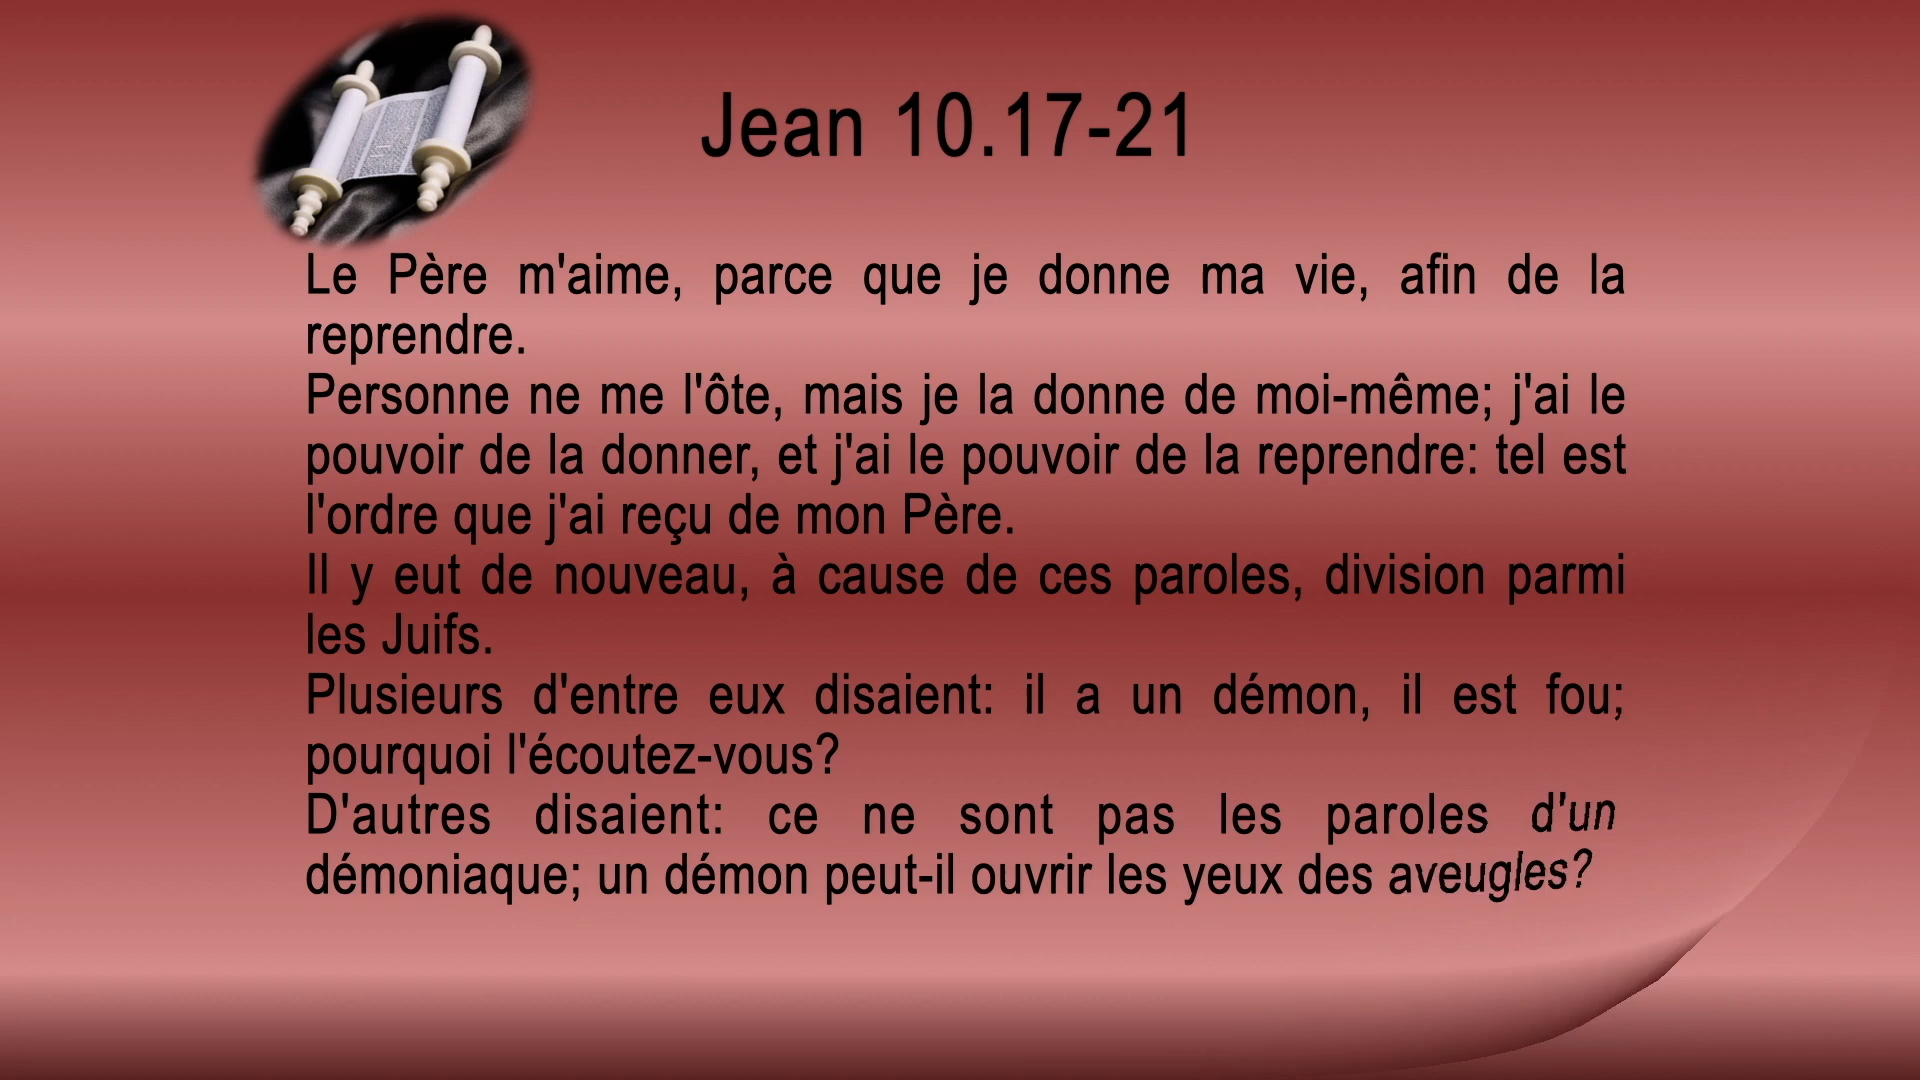 Jean 10.17-21
Le Père m'aime, parce que je donne ma vie, afin de la
reprendre.
Personne ne me l'ôte, mais je la donne de moi-même; j'ai le
pouvoir de la donner, et j'ai le pouvoir de la reprendre: tel est
l'ordre que j'ai reçu de mon Père.
Il y eut de nouveau, à cause de ces paroles, division parmi
les Juifs.
Plusieurs d'entre eux disaient: il a un démon, il est fou;
pourquoi l'écoutez-vous?
D'autres disaient: ce ne sont pas les paroles d'un
démoniaque; un démon peut-il ouvrir les yeux des aveugles?